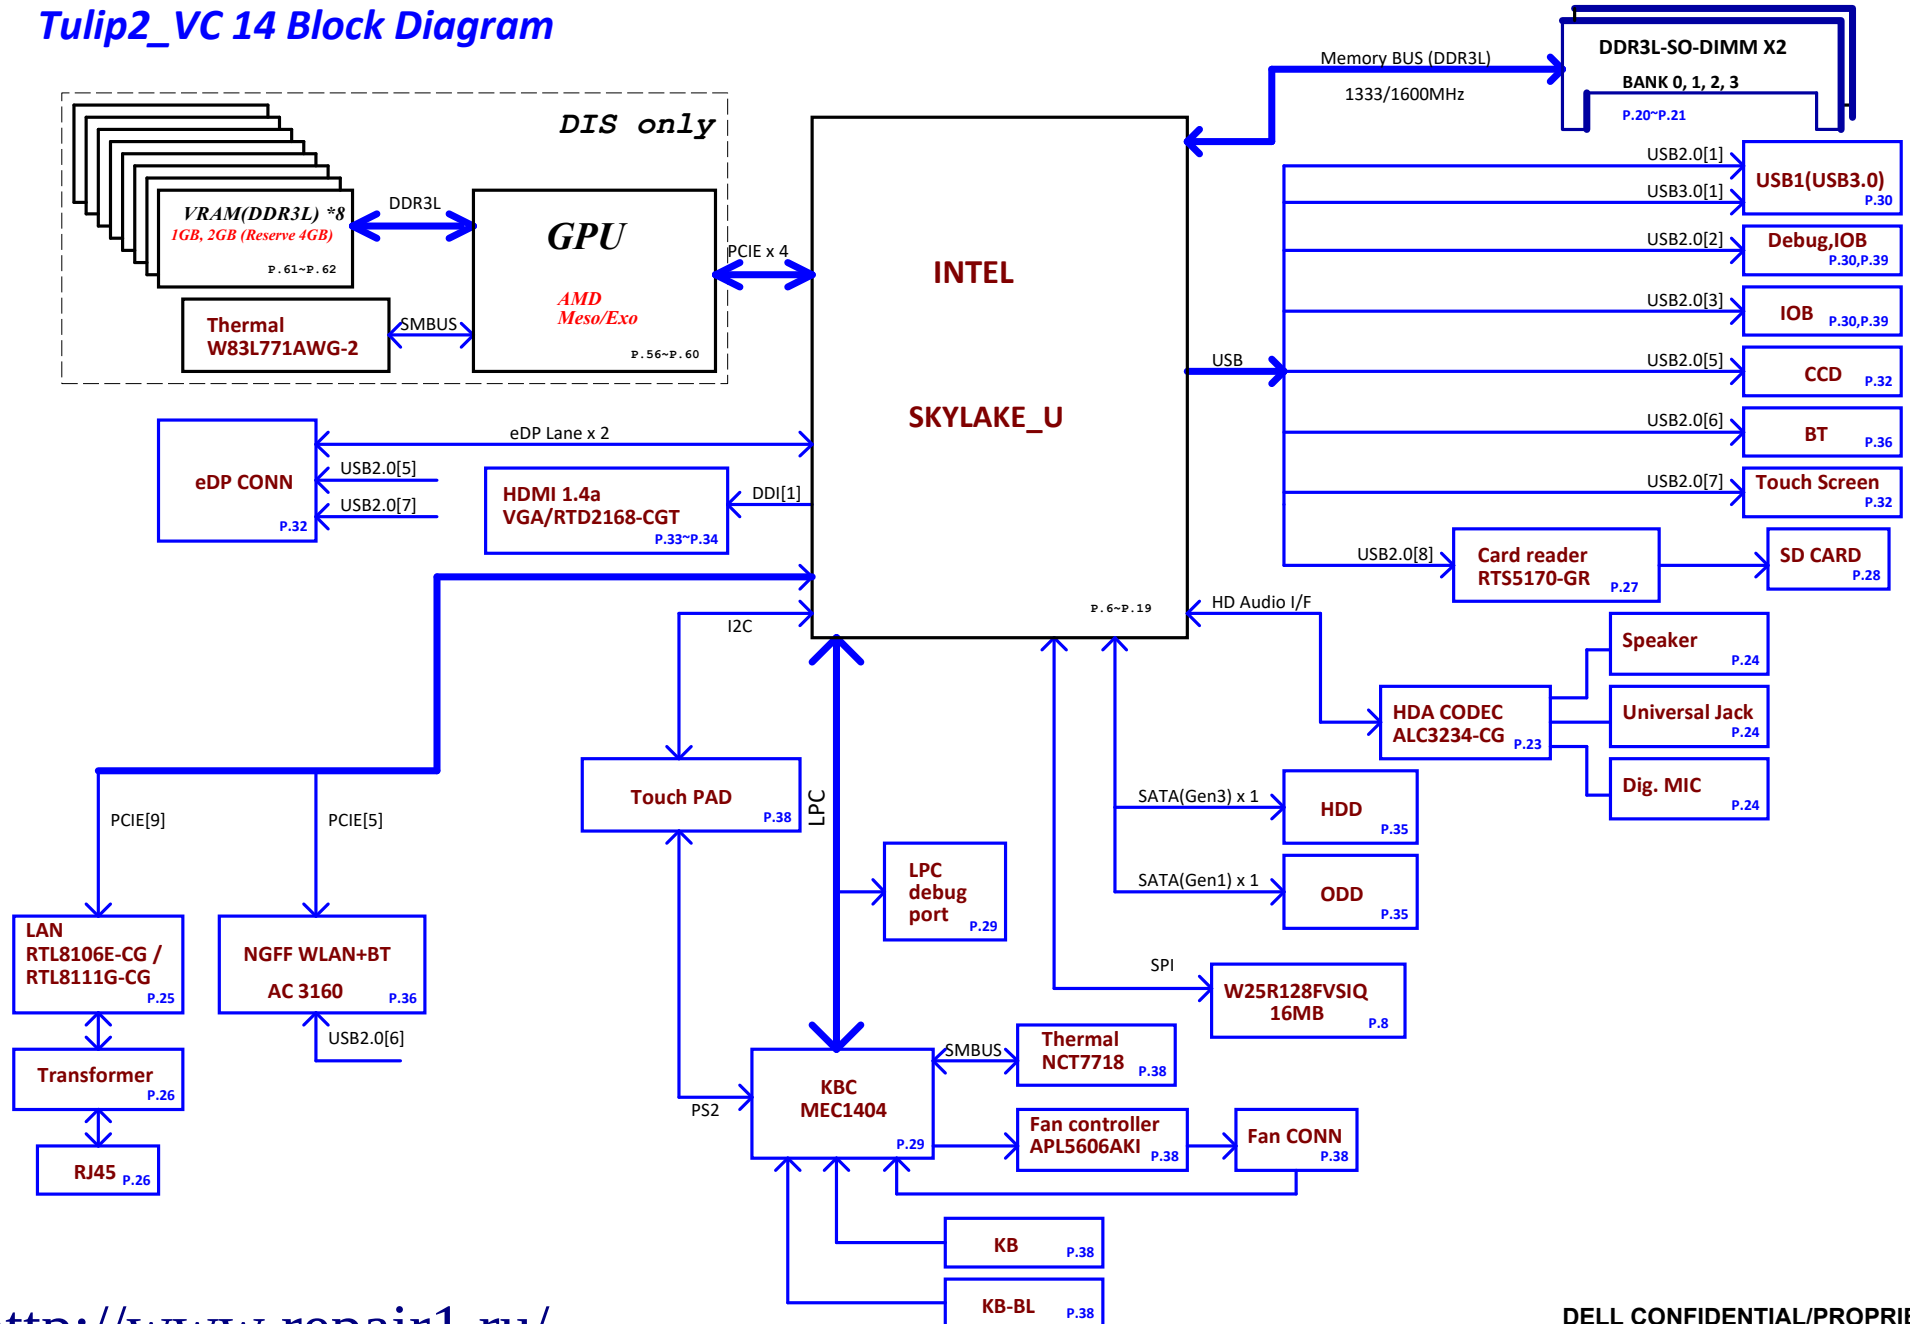 Tulip2_VC 14 Block Diagram
DIS only
VRAM(DDR3L) *8
1GB, 2GB (Reserve 4GB)
P.61~P.62
DDR3L
GPU
AMD
Meso/Exo
P.56~P.60
PCIE x 4
Thermal
W83L771AWG-2
SMBUS
INTEL
SKYLAKE_U
P.6~P.19
Memory BUS (DDR3L)
1333/1600MHz
DDR3L-SO-DIMM X2
BANK 0, 1, 2, 3
P.20~P.21
USB
USB2.0[1]
USB3.0[1]
USB1(USB3.0)
P.30
USB2.0[2]
Debug,IOB
P.30,P.39
USB2.0[3]
IOB P.30,P.39
USB2.0[5]
CCD P.32
USB2.0[6]
BT P.36
USB2.0[7]
Touch Screen
P.32
USB2.0[8]
Card reader
RTS5170-GR P.27
SD CARD
P.28
eDP CONN
P.32
eDP Lane x 2
USB2.0[5]
USB2.0[7]
HDMI 1.4a
VGA/RTD2168-CGT
P.33~P.34
DDI[1]
I2C
HD Audio I/F
HDA CODEC
ALC3234-CG P.23
Speaker
P.24
Universal Jack
P.24
Dig. MIC
P.24
Touch PAD
P.38
LPC
LPC
debug
port P.29
SATA(Gen3) x 1
HDD
P.35
SATA(Gen1) x 1
ODD
P.35
SPI
W25R128FVSIQ
16MB P.8
PCIE[9]
PCIE[5]
LAN
RTL8106E-CG /
RTL8111G-CG
P.25
NGFF WLAN+BT
AC 3160 P.36
USB2.0[6]
Transformer
P.26
RJ45 P.26
PS2
KBC
MEC1404
P.29
SMBUS
Thermal
NCT7718 P.38
Fan controller
APL5606AKI P.38
Fan CONN
P.38
KB P.38
KB-BL P.38
http://www.repair1.ru/
DELL CONFIDENTIAL/PROPRIE